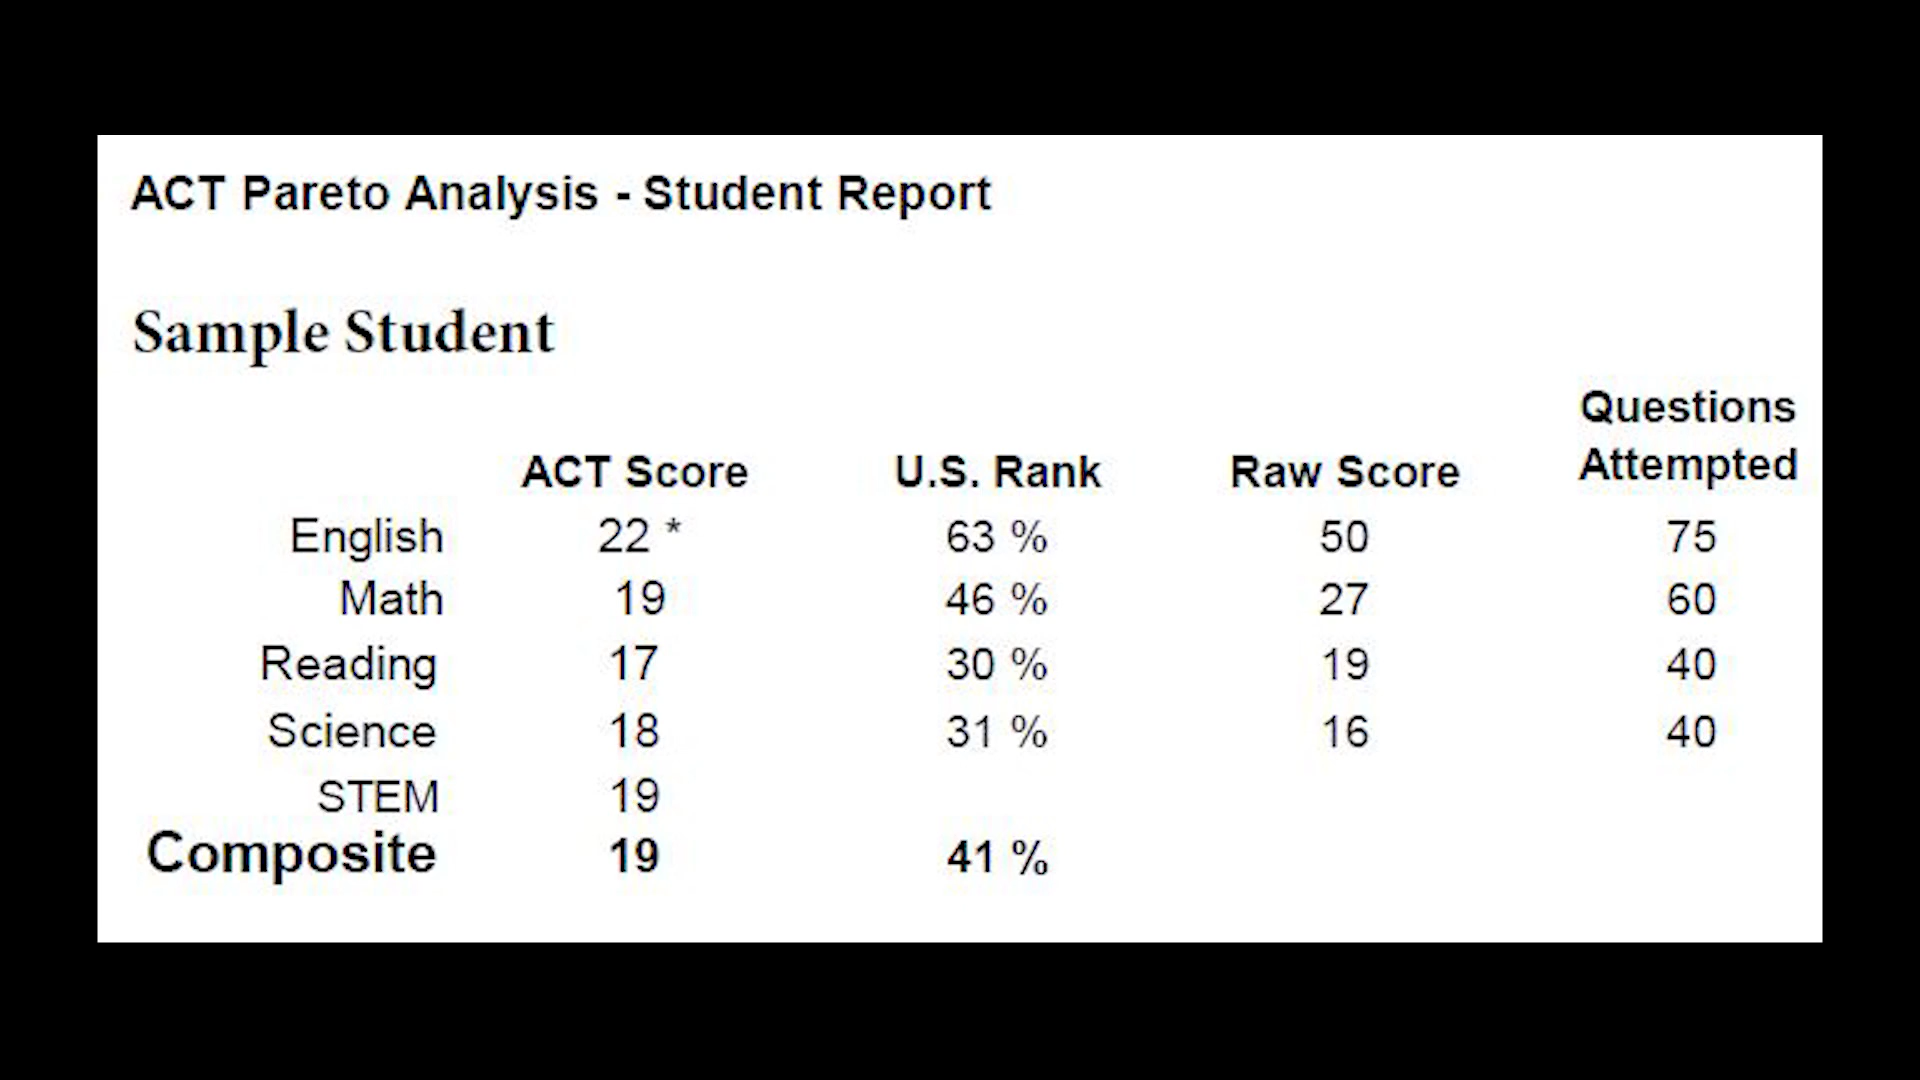 ACT Pareto Analysis - Student Report
Sample Student
ACT Score U.S. Rank Raw Score Questions Attempted
English 22 * 63 % 50 75
Math 19 46 % 27 60
Reading 17 30 % 19 40
Science 18 31 % 16 40
STEM 19
Composite 19 41 %